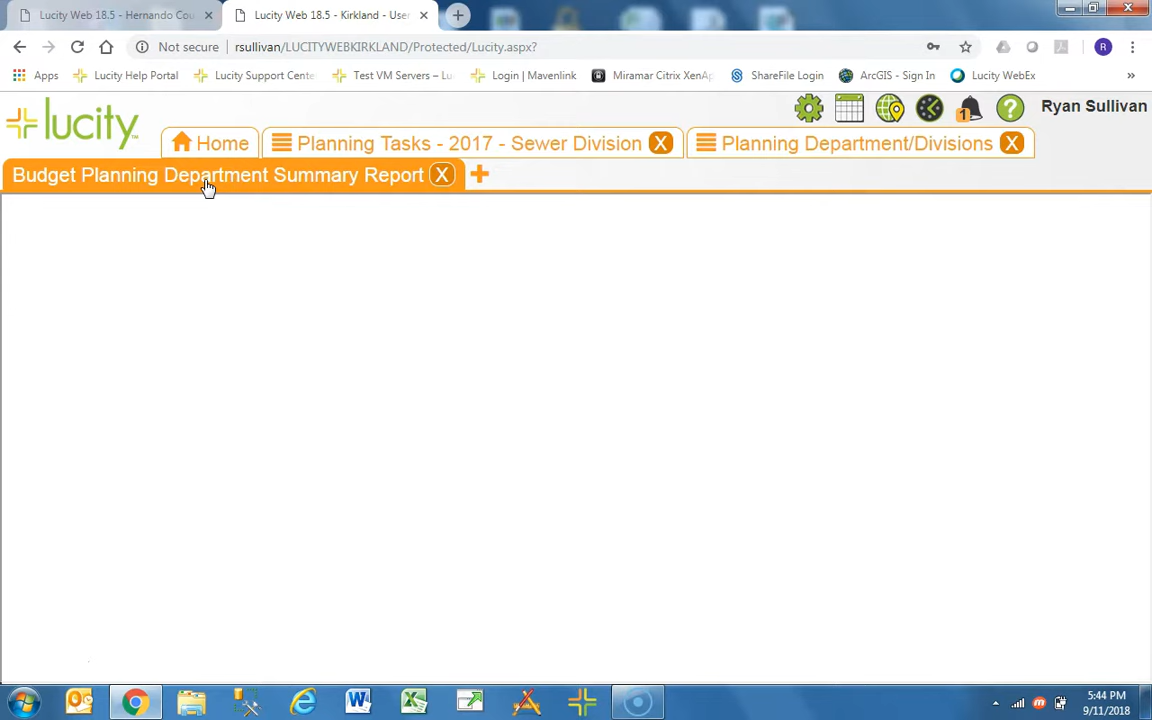 Lucity Web 18.5 - Hernando Cou
Lucity Web 18.5 - Kirkland - Use
Not secure
rsullivan/LUCITYWEBKIRKLAND/Protected/Lucity.aspx?
R
Apps
Lucity Help Portal
Lucity Support Cente
Test VM Servers – Lu
Login | Mavenlink
Miramar Citrix XenAp
ShareFile Login
ArcGIS - Sign In
Lucity WebEx
»
lucity
1
?
Ryan Sullivan
Home
Planning Tasks - 2017 - Sewer Division X
Planning Department/Divisions X
Budget Planning Department Summary Report X
5:44 PM
9/11/2018